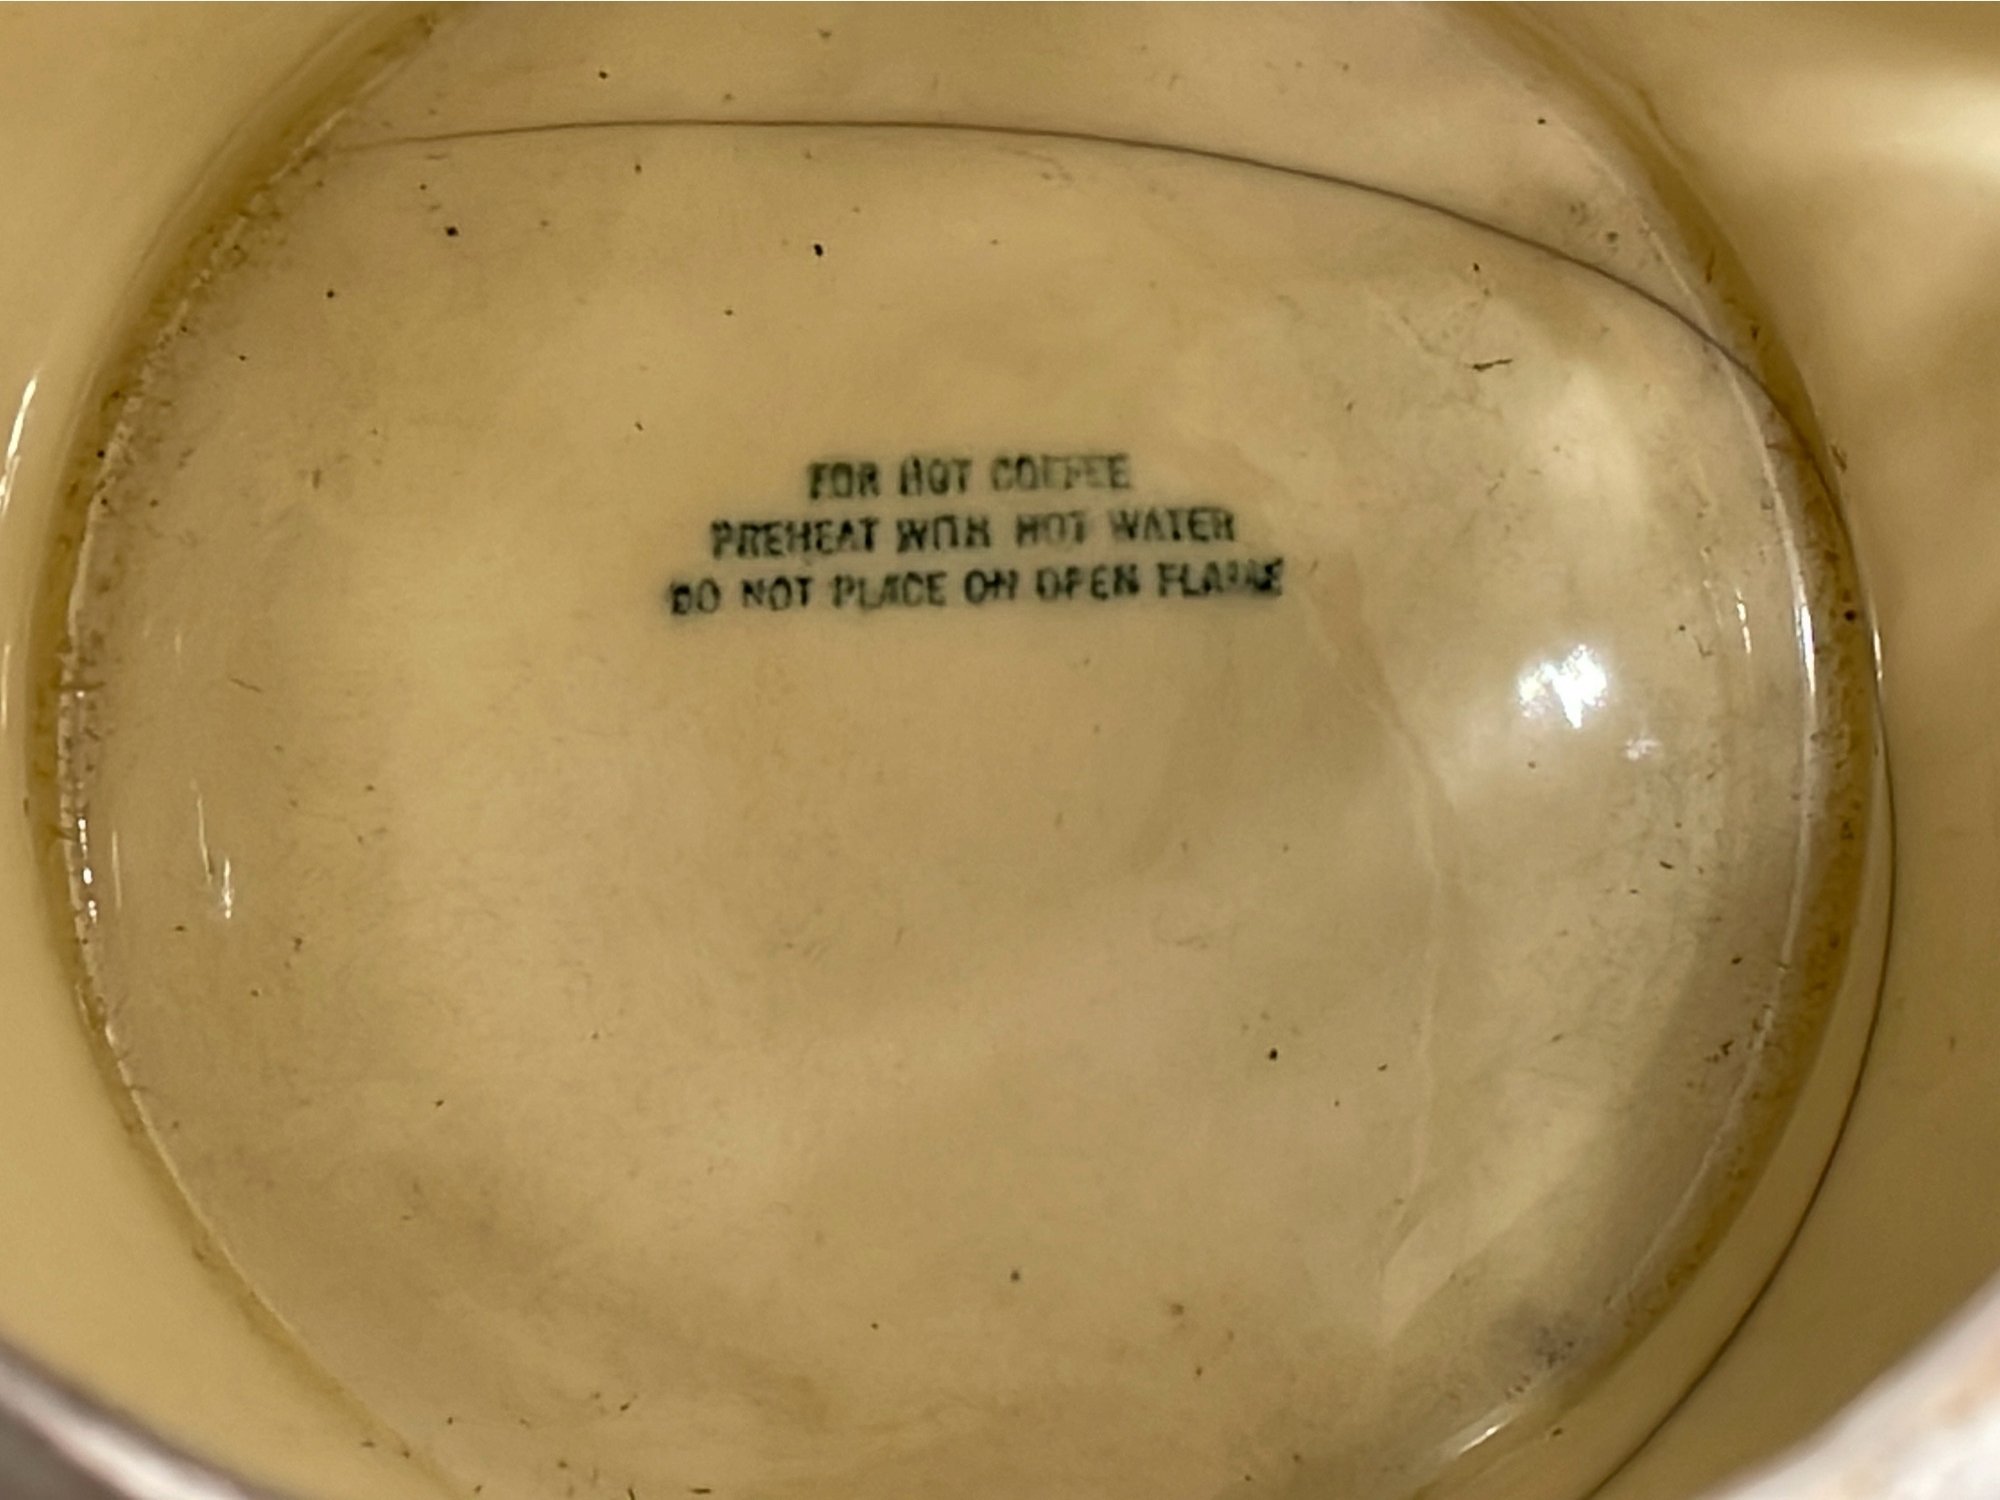 FOR HOT COFFEE
PREHEAT WITH HOT WATER
DO NOT PLACE ON OPEN FLAME